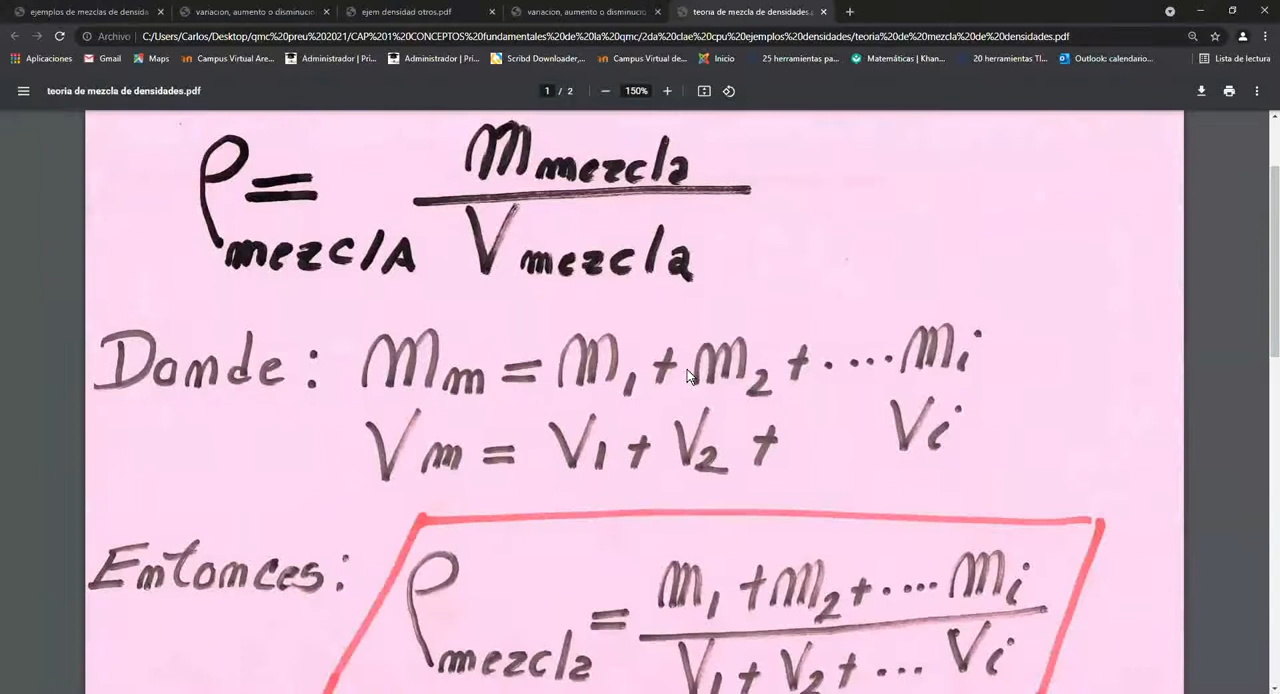 ejemplos de mezclas de densida
variacion, aumento o disminucio
ejem densidad otros.pdf
variacion, aumento o disminucio
teoria de mezcla de densidades.
Archivo
C:/Users/Carlos/Desktop/qmc%20preu%202021/CAP%201%20CONCEPTOS%20fundamentales%20de%20la%20qmc/2da%20clae%20cpu%20ejemplos%20densidades/teoria%20de%20mezcla%20de%20densidades.pdf
Aplicaciones
Gmail
Maps
Campus Virtual Are...
Administrador | Pri...
Administrador | Pri...
Scribd Downloader,...
Campus Virtual de...
Inicio
25 herramientas pa...
Matemáticas | Khan...
20 herramientas TI...
Outlook: calendario...
Lista de lectura
teoria de mezcla de densidades.pdf
1 / 2
150%
ρ mezclA = M mezcla
V mezcla
Donde: Mm = M1 + M2 + .... Mi
Vm = V1 + V2 + Vi
Entonces:
ρ mezcla = M1 + M2 + .... Mi
V1 + V2 + ... Vi